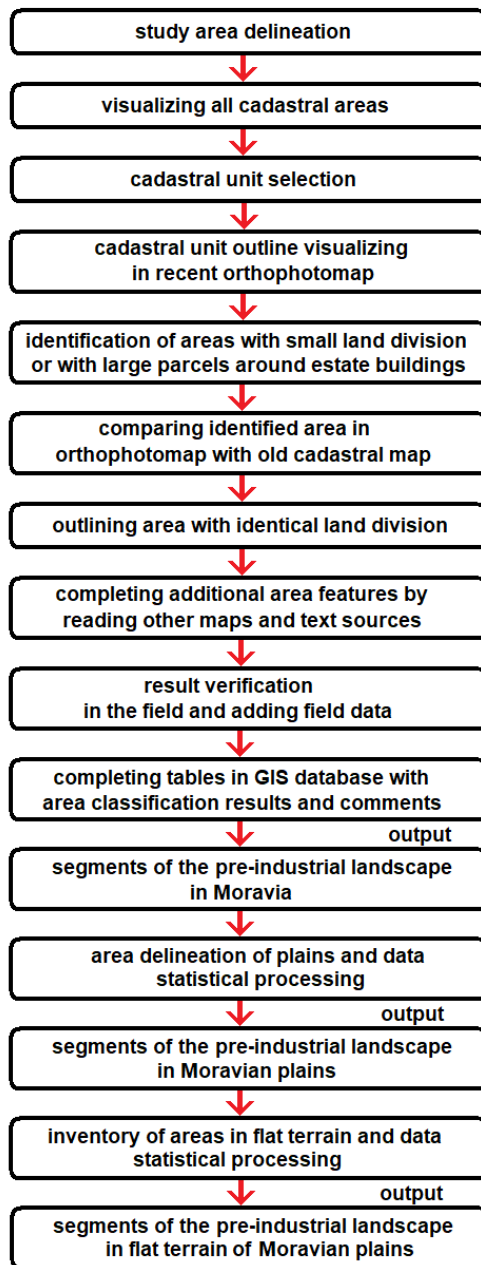 study area delineation
visualizing all cadastral areas
cadastral unit selection
cadastral unit outline visualizing
in recent orthophotomap
identification of areas with small land division
or with large parcels around estate buildings
comparing identified area in
orthophotomap with old cadastral map
outlining area with identical land division
completing additional area features by
reading other maps and text sources
result verification
in the field and adding field data
completing tables in GIS database with
area classification results and comments
output
segments of the pre-industrial landscape
in Moravia
area delineation of plains and data
statistical processing
output
segments of the pre-industrial landscape
in Moravian plains
inventory of areas in flat terrain and data
statistical processing
output
segments of the pre-industrial landscape
in flat terrain of Moravian plains